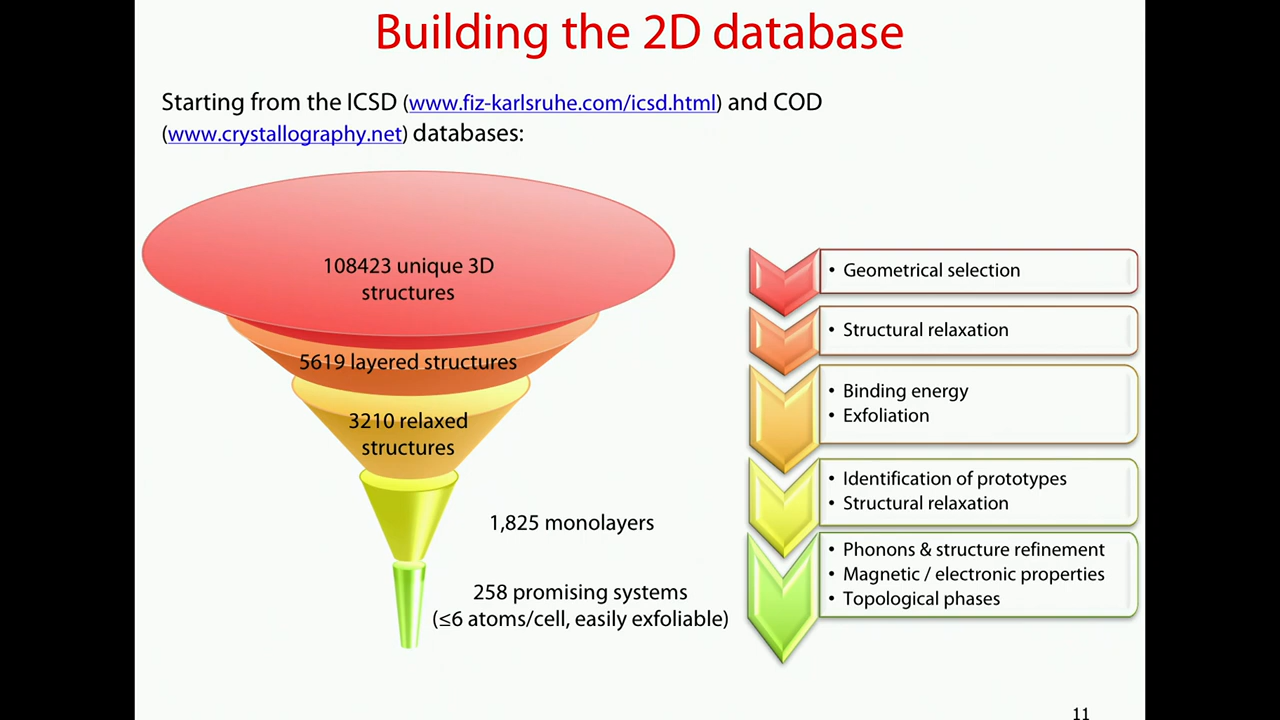 Building the 2D database
Starting from the ICSD (www.fiz-karlsruhe.com/icsd.html) and COD
(www.crystallography.net) databases:
108423 unique 3D
structures
5619 layered structures
3210 relaxed
structures
1,825 monolayers
258 promising systems
(≤6 atoms/cell, easily exfoliable)
• Geometrical selection
• Structural relaxation
• Binding energy
• Exfoliation
• Identification of prototypes
• Structural relaxation
• Phonons & structure refinement
• Magnetic / electronic properties
• Topological phases
11